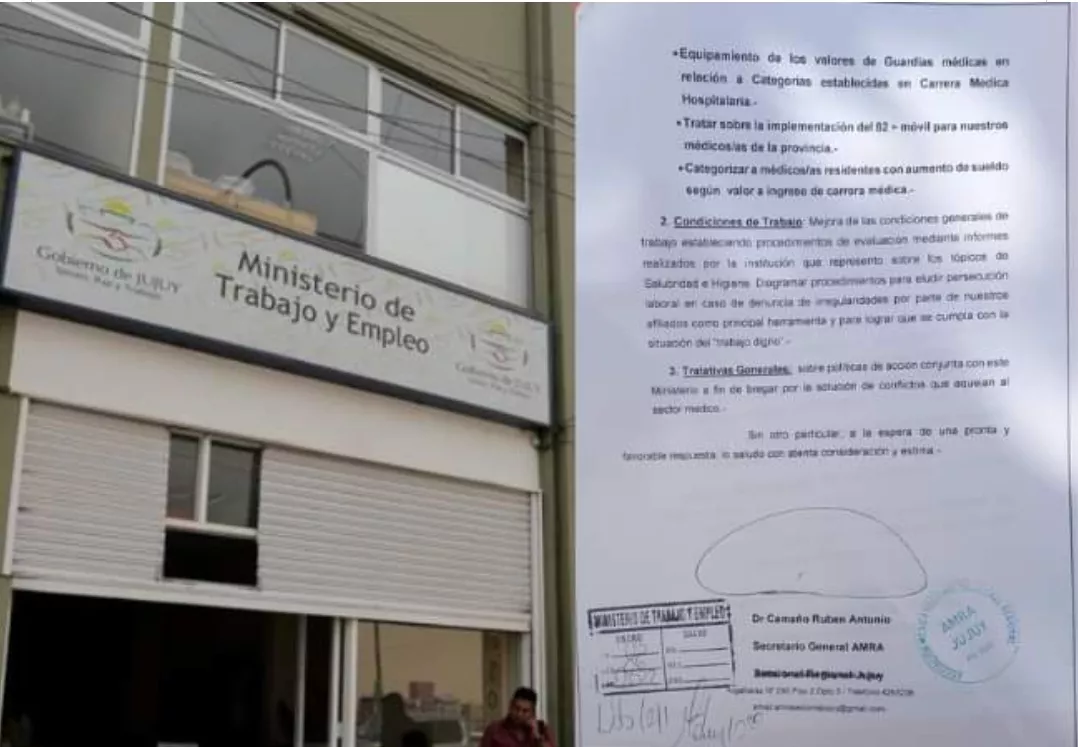 Gobierno de JUJUY
Ministerio de
Trabajo y Empleo
Gobierno de JUJUY
•Equipamiento de los valores de Guardias médicas en
relación a Categorías establecidas en Carrera Médica
Hospitalaria.-
•Tratar sobre la implementación del 82 – móvil para nuestros
médicos/as de la provincia.-
•Categorizar a médicos/as residentes con aumento de sueldo
según valor a ingreso de carrera médica.-
2. Condiciones de Trabajo: Mejora de las condiciones generales de
trabajo estableciendo procedimientos de evaluación mediante informes
realizados por la institución que represento sobre los tópicos de
Salubridad e Higiene. Diagramar procedimientos para eludir persecución
laboral en caso de denuncia de irregularidades por parte de nuestros
afiliados como principal herramienta y para lograr que se cumpla con la
situación del "trabajo digno".-
3. Tratativas Generales: sobre políticas de acción conjunta con este
Ministerio a fin de bregar por la solución de conflictos que aquejan al
sector médico.-
Sin otro particular, a la espera de una pronta y
favorable respuesta, lo saludo con atenta consideración y estima.-
MINISTERIO DE TRABAJO Y EMPLEO
Dr Camaño Ruben Antonio
Secretario General AMRA
Seccional Regional Jujuy
AMRA
JUJUY